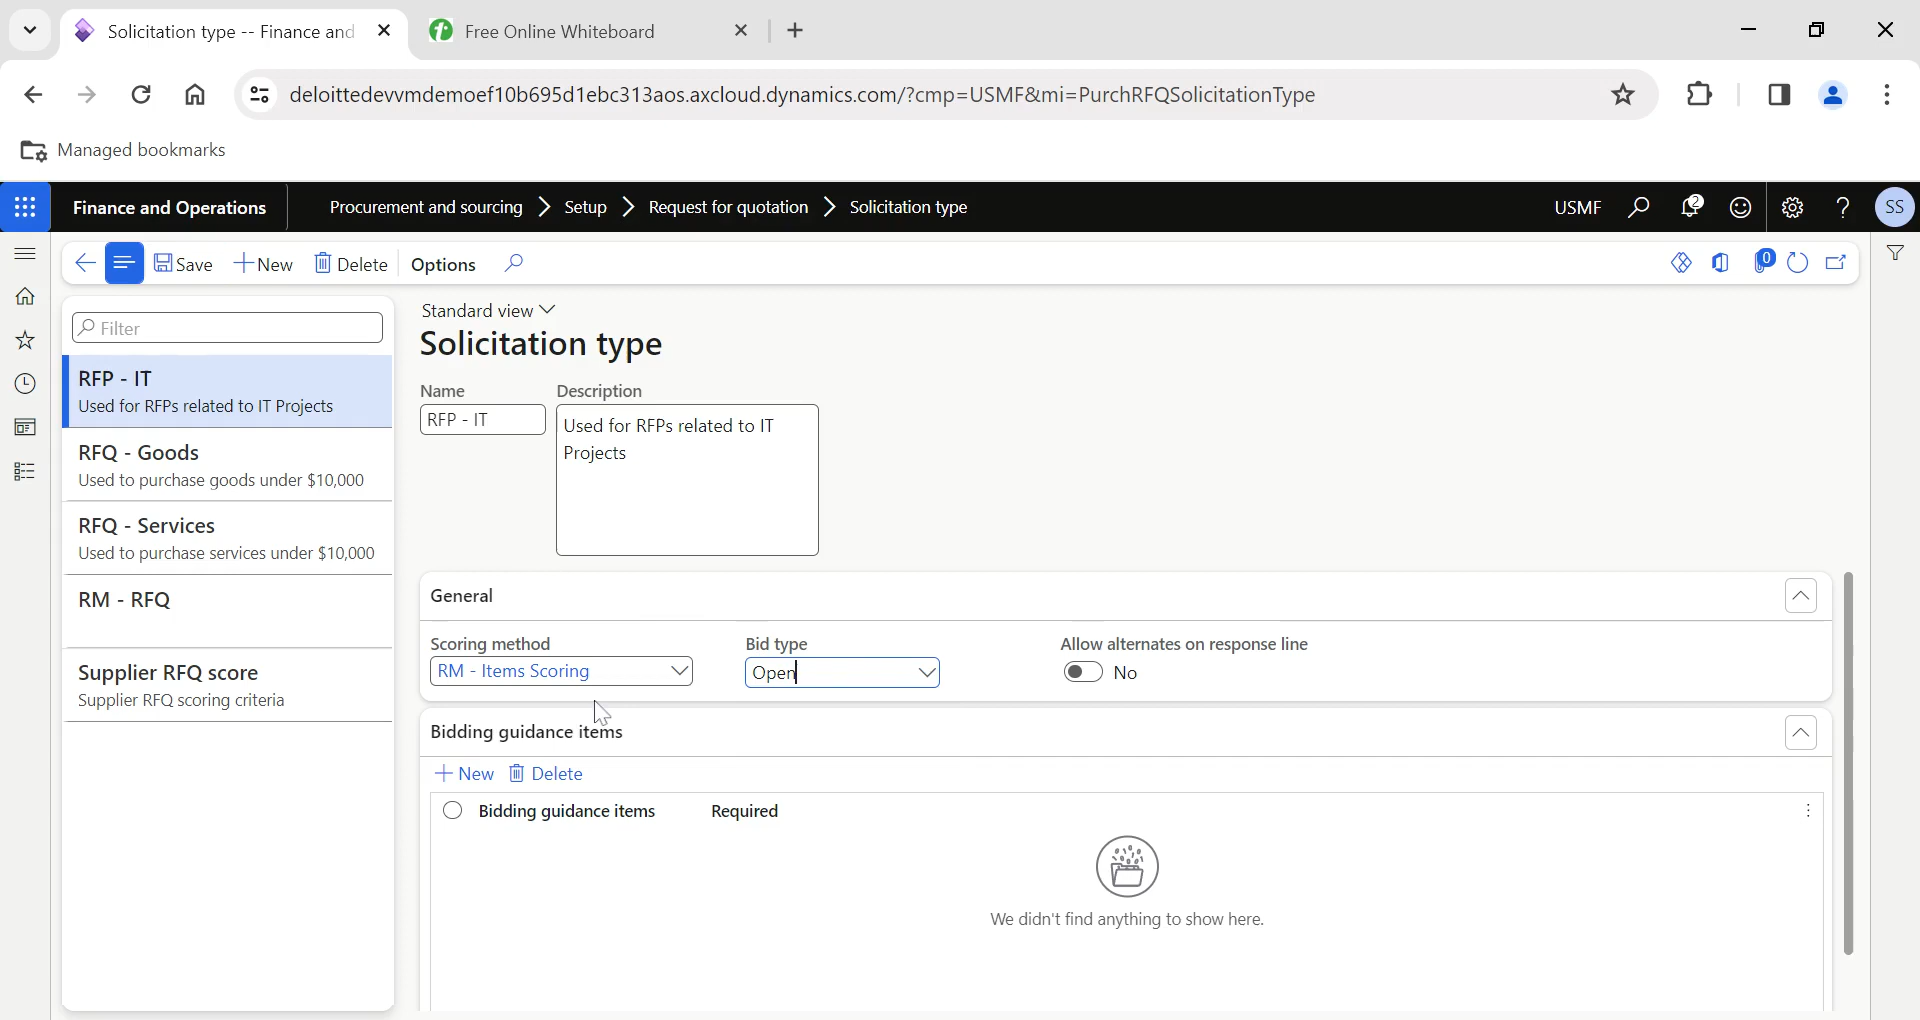 Solicitation type -- Finance and
Free Online Whiteboard
deloittedevvmdemoef10b695d1ebc313aos.axcloud.dynamics.com/?cmp=USMF&mi=PurchRFQSolicitationType
Managed bookmarks
Finance and Operations
Procurement and sourcing
Setup
Request for quotation
Solicitation type
USMF
2
?
SS
Save
New
Delete
Options
0
Filter
RFP - IT
Used for RFPs related to IT Projects
RFQ - Goods
Used to purchase goods under $10,000
RFQ - Services
Used to purchase services under $10,000
RM - RFQ
Supplier RFQ score
Supplier RFQ scoring criteria
Standard view
Solicitation type
Name
Description
RFP - IT
Used for RFPs related to IT
Projects
General
Scoring method
Bid type
Allow alternates on response line
RM - Items Scoring
Open
No
Bidding guidance items
New
Delete
Bidding guidance items
Required
We didn't find anything to show here.